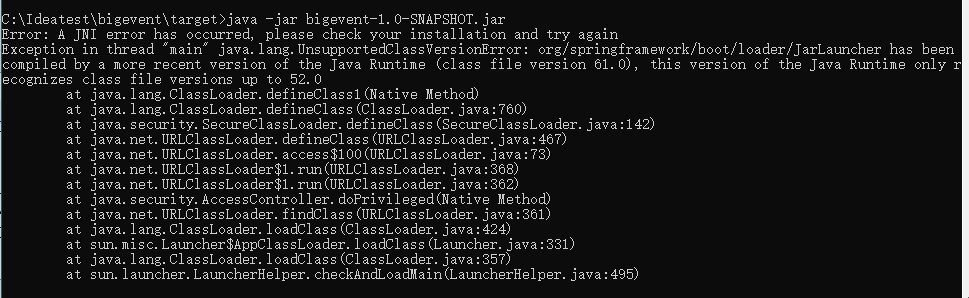 C:\Ideatest\bigevent\target>java -jar bigevent-1.0-SNAPSHOT.jar
Error: A JNI error has occurred, please check your installation and try again
Exception in thread "main" java.lang.UnsupportedClassVersionError: org/springframework/boot/loader/JarLauncher has been
compiled by a more recent version of the Java Runtime (class file version 61.0), this version of the Java Runtime only r
ecognizes class file versions up to 52.0
at java.lang.ClassLoader.defineClass1(Native Method)
at java.lang.ClassLoader.defineClass(ClassLoader.java:760)
at java.security.SecureClassLoader.defineClass(SecureClassLoader.java:142)
at java.net.URLClassLoader.defineClass(URLClassLoader.java:467)
at java.net.URLClassLoader.access$100(URLClassLoader.java:73)
at java.net.URLClassLoader$1.run(URLClassLoader.java:368)
at java.net.URLClassLoader$1.run(URLClassLoader.java:362)
at java.security.AccessController.doPrivileged(Native Method)
at java.net.URLClassLoader.findClass(URLClassLoader.java:361)
at java.lang.ClassLoader.loadClass(ClassLoader.java:424)
at sun.misc.Launcher$AppClassLoader.loadClass(Launcher.java:331)
at java.lang.ClassLoader.loadClass(ClassLoader.java:357)
at sun.launcher.LauncherHelper.checkAndLoadMain(LauncherHelper.java:495)